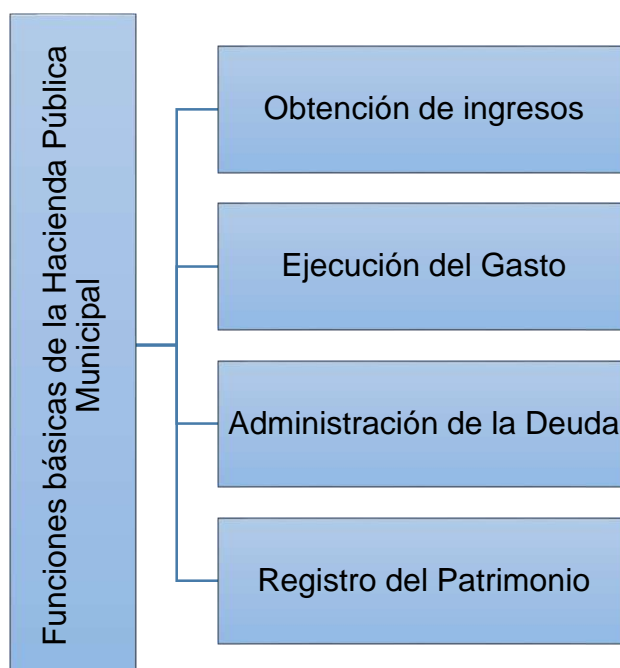 Funciones básicas de la Hacienda Pública
Municipal
Obtención de ingresos
Ejecución del Gasto
Administración de la Deuda
Registro del Patrimonio